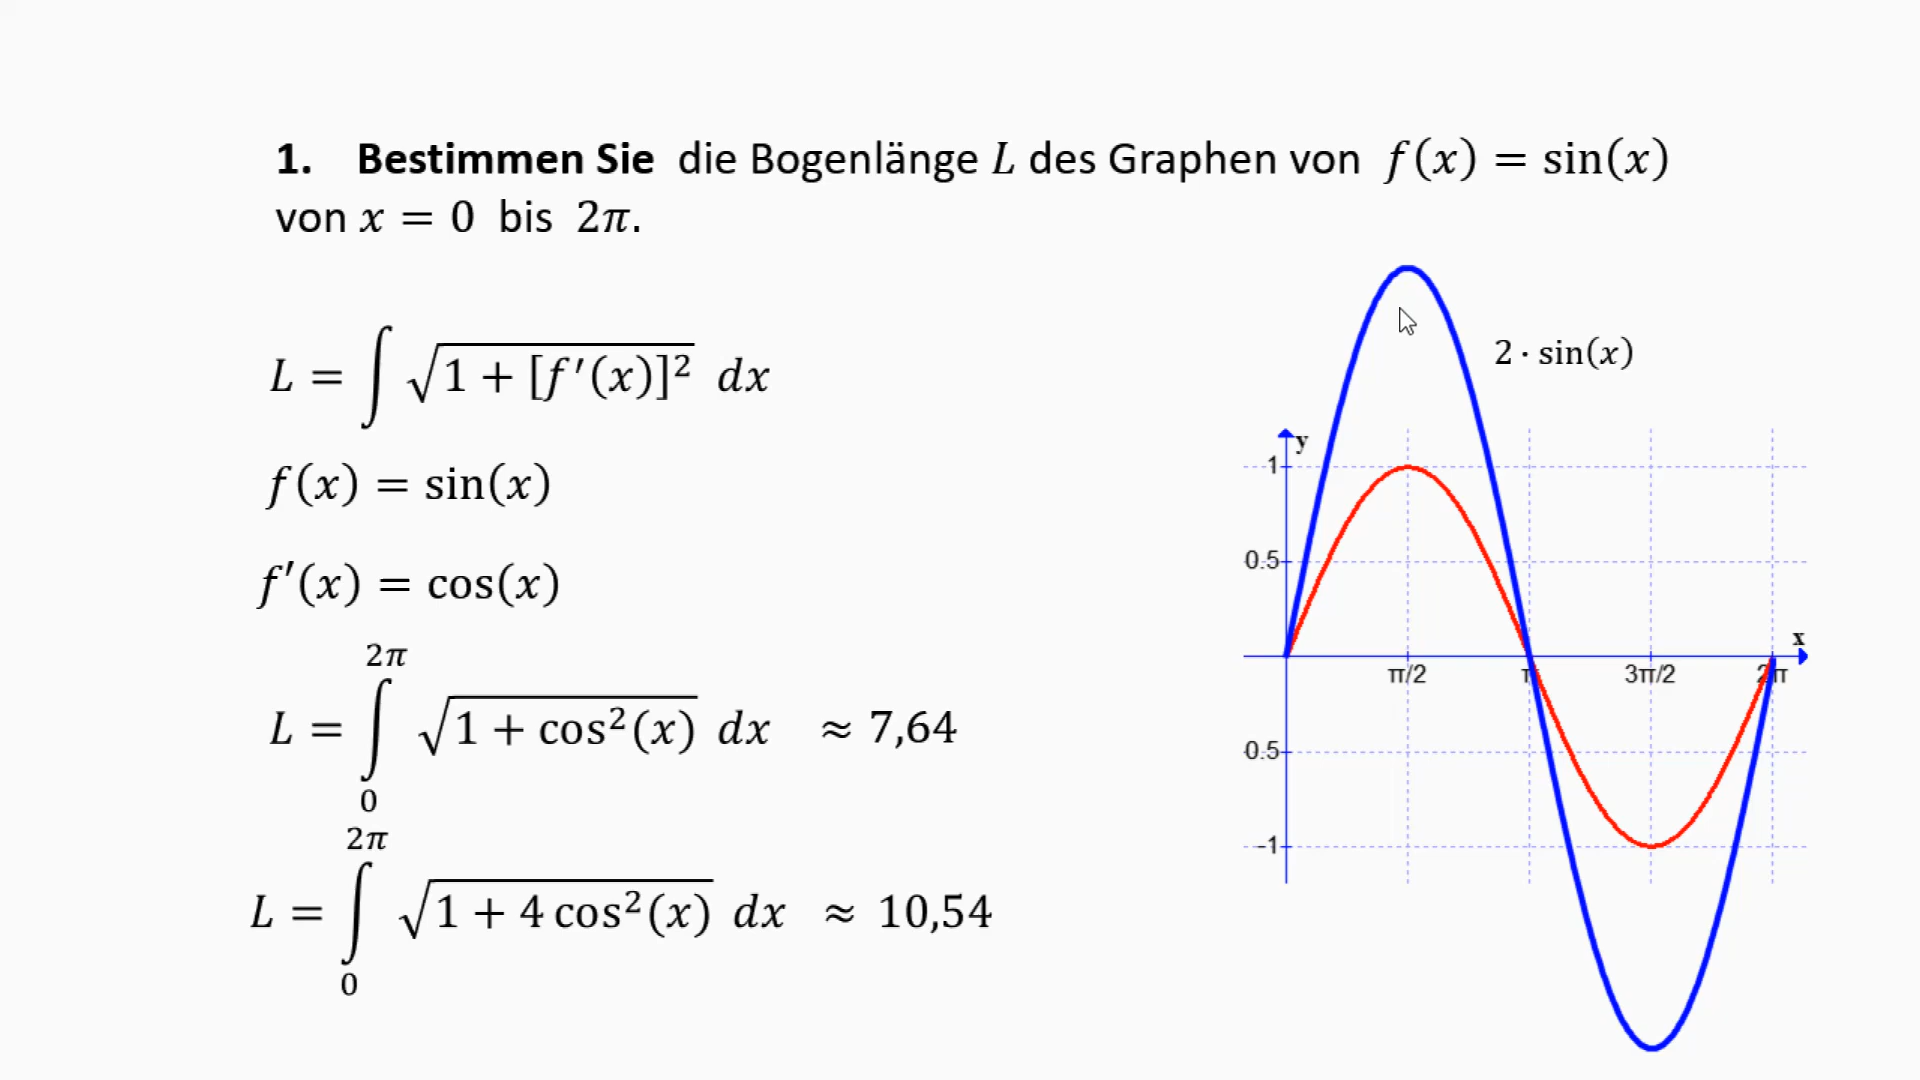 1. Bestimmen Sie die Bogenlänge L des Graphen von f(x) = sin(x)
von x = 0 bis 2π.
L = ∫ √(1 + [f′(x)]²) dx
f(x) = sin(x)
f′(x) = cos(x)
2π
L = ∫ √(1 + cos²(x)) dx ≈ 7,64
0
2π
L = ∫ √(1 + 4 cos²(x)) dx ≈ 10,54
0
2 · sin(x)
y
1
0.5
x
π/2 π 3π/2 2π
0.5
-1